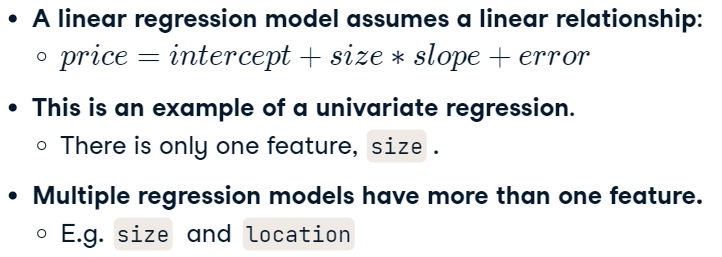 • A linear regression model assumes a linear relationship:
○ price = intercept + size * slope + error
• This is an example of a univariate regression.
○ There is only one feature, size .
• Multiple regression models have more than one feature.
○ E.g. size and location